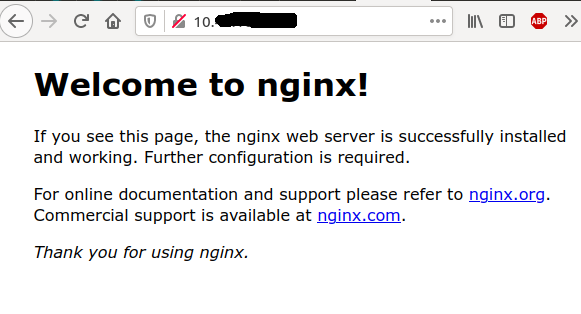 10.
ABP
Welcome to nginx!
If you see this page, the nginx web server is successfully installed
and working. Further configuration is required.
For online documentation and support please refer to nginx.org.
Commercial support is available at nginx.com.
Thank you for using nginx.